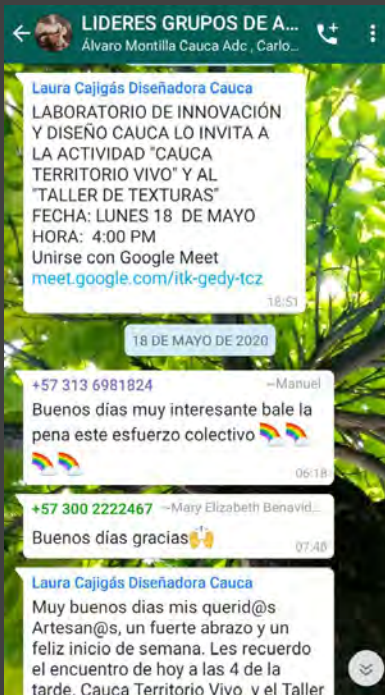 LIDERES GRUPOS DE A...
Álvaro Montilla Cauca Adc , Carlo...
Laura Cajigás Diseñadora Cauca
LABORATORIO DE INNOVACIÓN
Y DISEÑO CAUCA LO INVITA A
LA ACTIVIDAD "CAUCA
TERRITORIO VIVO" Y AL
"TALLER DE TEXTURAS"
FECHA: LUNES 18  DE MAYO
HORA:  4:00 PM
Unirse con Google Meet
meet.google.com/itk-gedy-tcz
18:51
18 DE MAYO DE 2020
+57 313 6981824 ~Manuel
Buenos días muy interesante bale la
pena este esfuerzo colectivo 🌈🌈
🌈🌈
06:18
+57 300 2222467 ~Mary Elizabeth Benavid...
Buenos días gracias🙌
07:48
Laura Cajigás Diseñadora Cauca
Muy buenos dias mis querid@s
Artesan@s, un fuerte abrazo y un
feliz inicio de semana. Les recuerdo
el encuentro de hoy a las 4 de la
tarde. Cauca Territorio Vivo  y el Taller